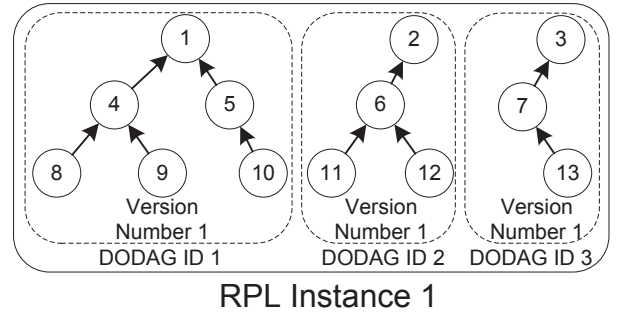 1
2
3
4
5
6
7
8
9
10
11
12
13
Version
Number 1
Version
Number 1
Version
Number 1
DODAG ID 1
DODAG ID 2
DODAG ID 3
RPL Instance 1